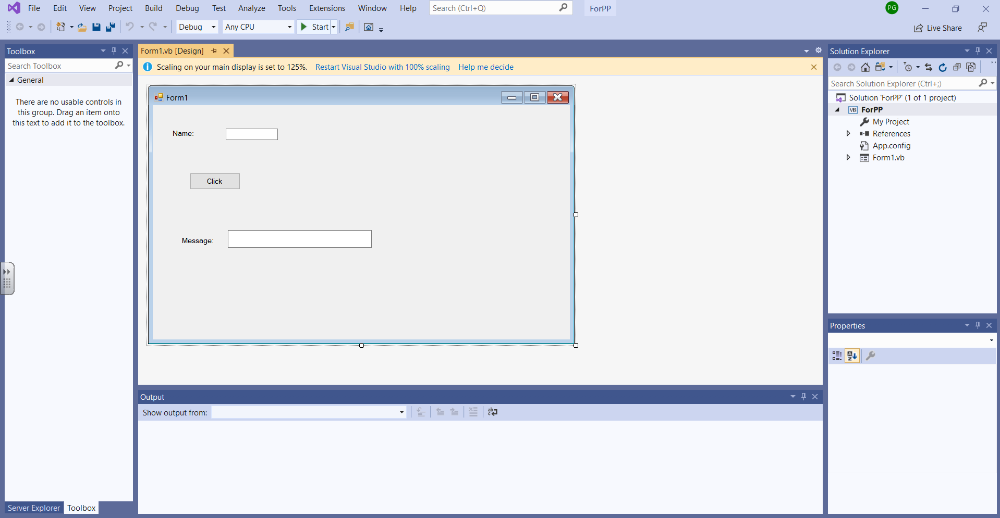 File Edit View Project Build Debug Test Analyze Tools Extensions Window Help Search (Ctrl+Q) ForPP PG
Debug Any CPU Start Live Share
Toolbox
Search Toolbox
General
There are no usable controls in
this group. Drag an item onto
this text to add it to the toolbox.
Server Explorer Toolbox
Form1.vb [Design]
Scaling on your main display is set to 125%. Restart Visual Studio with 100% scaling Help me decide
Form1
Name:
Click
Message:
Output
Show output from:
Solution Explorer
Search Solution Explorer (Ctrl+;)
Solution 'ForPP' (1 of 1 project)
VB ForPP
My Project
References
App.config
Form1.vb
Properties